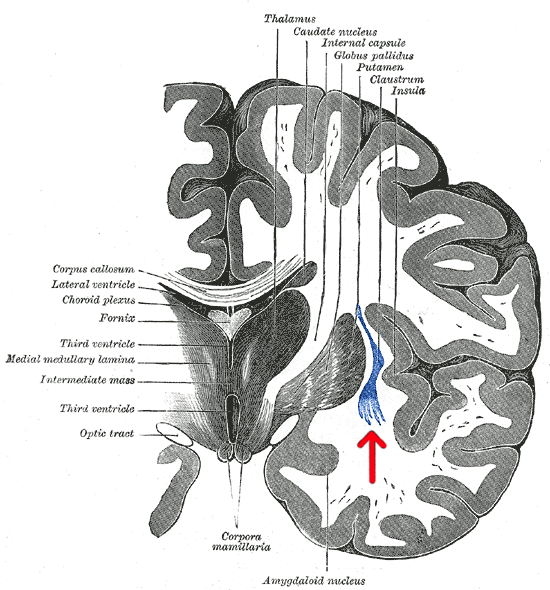 Thalamus
Caudate nucleus
Internal capsule
Globus pallidus
Putamen
Claustrum
Insula
Corpus callosum
Lateral ventricle
Choroid plexus
Fornix
Third ventricle
Medial medullary lamina
Intermediate mass
Third ventricle
Optic tract
Corpora
mamillaria
Amygdaloid nucleus